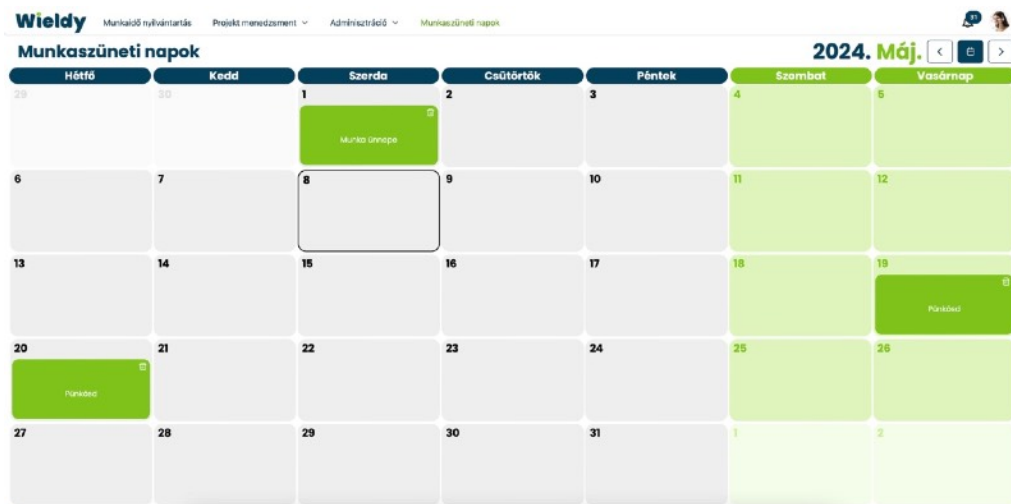 Wieldy Munkaidő nyilvántartás Projekt menedzsment Adminisztráció Munkaszüneti napok 31
Munkaszüneti napok 2024. Máj.
Hétfő Kedd Szerda Csütörtök Péntek Szombat Vasárnap
29 30 1 2 3 4 5
Munka ünnepe
6 7 8 9 10 11 12
13 14 15 16 17 18 19
Pünkösd
20 21 22 23 24 25 26
Pünkösd
27 28 29 30 31 1 2